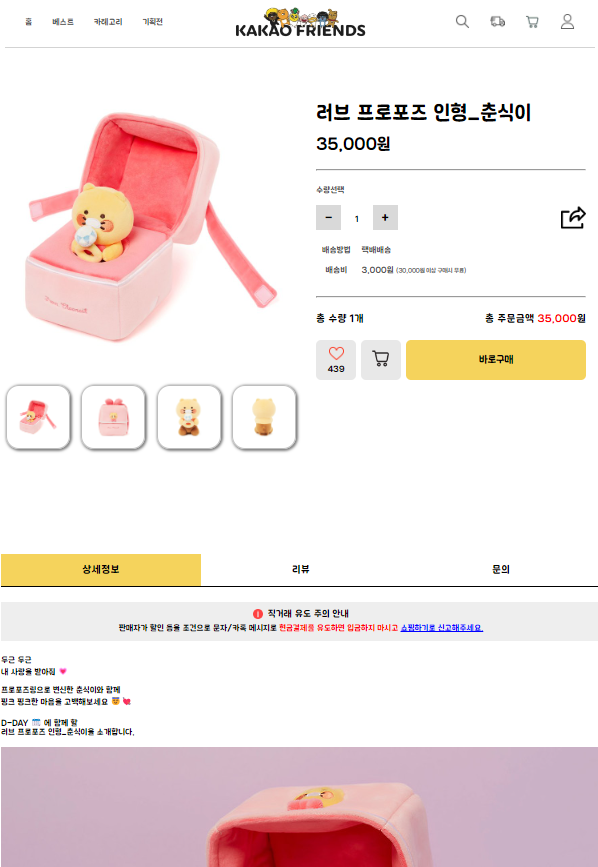 홈 베스트 카테고리 기획전
KAKAO FRIENDS
러브 프로포즈 인형_춘식이
35,000원
수량선택
- 1 +
배송방법 택배배송
배송비 3,000원 (30,000원 이상 구매시 무료)
총 수량 1개 총 주문금액 35,000원
439
바로구매
상세정보 리뷰 문의
직거래 유도 주의 안내
판매자가 할인 등을 조건으로 문자/카톡 메시지로 현금결제를 유도하면 입금하지 마시고 쇼핑하기로 신고해주세요.
두근 두근
내 사랑을 받아줘 💗
프로포즈링으로 변신한 춘식이와 함께
핑크 핑크한 마음을 고백해보세요 😻 💘
D-DAY 🗓️ 에 함께 할
러브 프로포즈 인형_춘식이을 소개합니다.